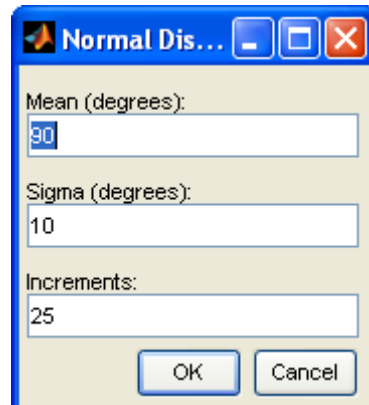 Normal Dis...
Mean (degrees):
90
Sigma (degrees):
10
Increments:
25
OK Cancel